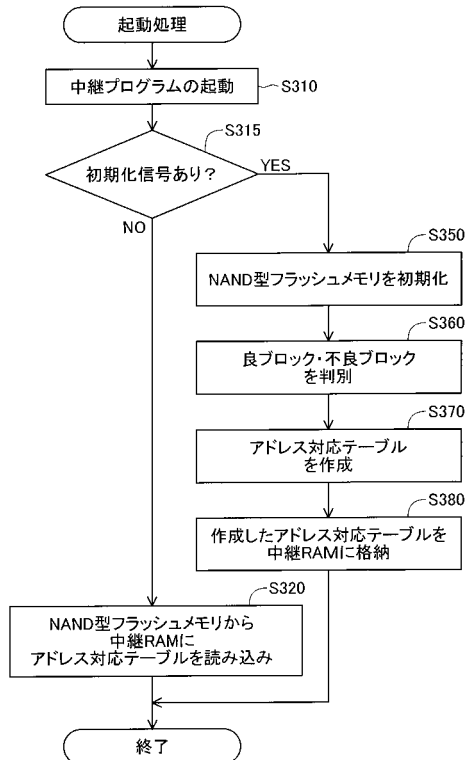 起動処理
中継プログラムの起動
S310
S315
初期化信号あり?
YES
NO
S350
NAND型フラッシュメモリを初期化
S360
良ブロック・不良ブロック
を判別
S370
アドレス対応テーブル
を作成
S380
作成したアドレス対応テーブルを
中継RAMに格納
S320
NAND型フラッシュメモリから
中継RAMに
アドレス対応テーブルを読み込み
終了